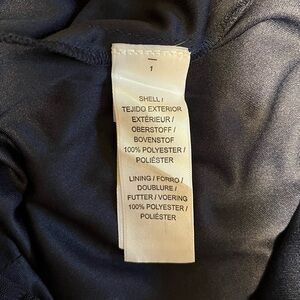 1
SHELL /
TEJIDO EXTERIOR
EXTÉRIEUR /
OBERSTOFF /
BOVENSTOF
100% POLYESTER /
POLIÉSTER
LINING / FORRO /
DOUBLURE /
FUTTER / VOERING
100% POLYESTER /
POLIÉSTER